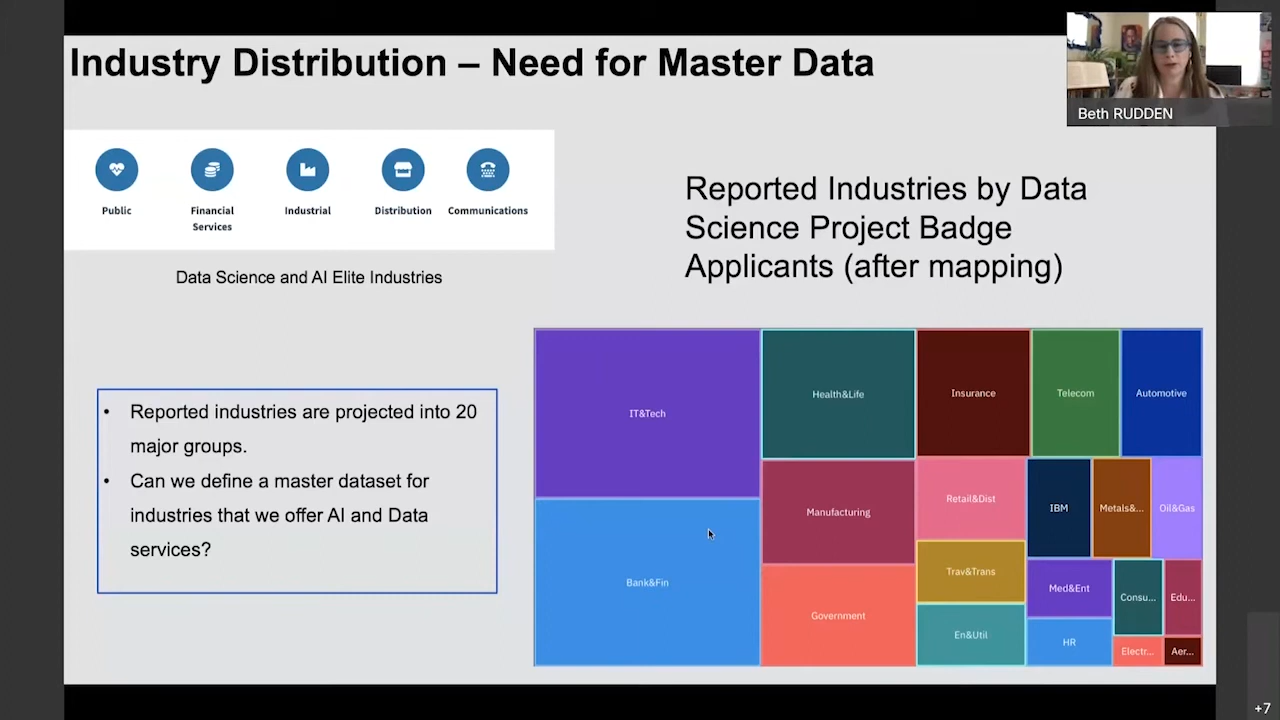 Industry Distribution – Need for Master Data
Beth RUDDEN
Public
Financial
Services
Industrial
Distribution
Communications
Data Science and AI Elite Industries
Reported Industries by Data
Science Project Badge
Applicants (after mapping)
• Reported industries are projected into 20
major groups.
• Can we define a master dataset for
industries that we offer AI and Data
services?
IT&Tech
Bank&Fin
Health&Life
Manufacturing
Government
Insurance
Telecom
Automotive
Retail&Dist
Trav&Trans
En&Util
IBM
Metals&...
Oil&Gas
Med&Ent
HR
Consu...
Edu...
Electr...
Aer...
+7